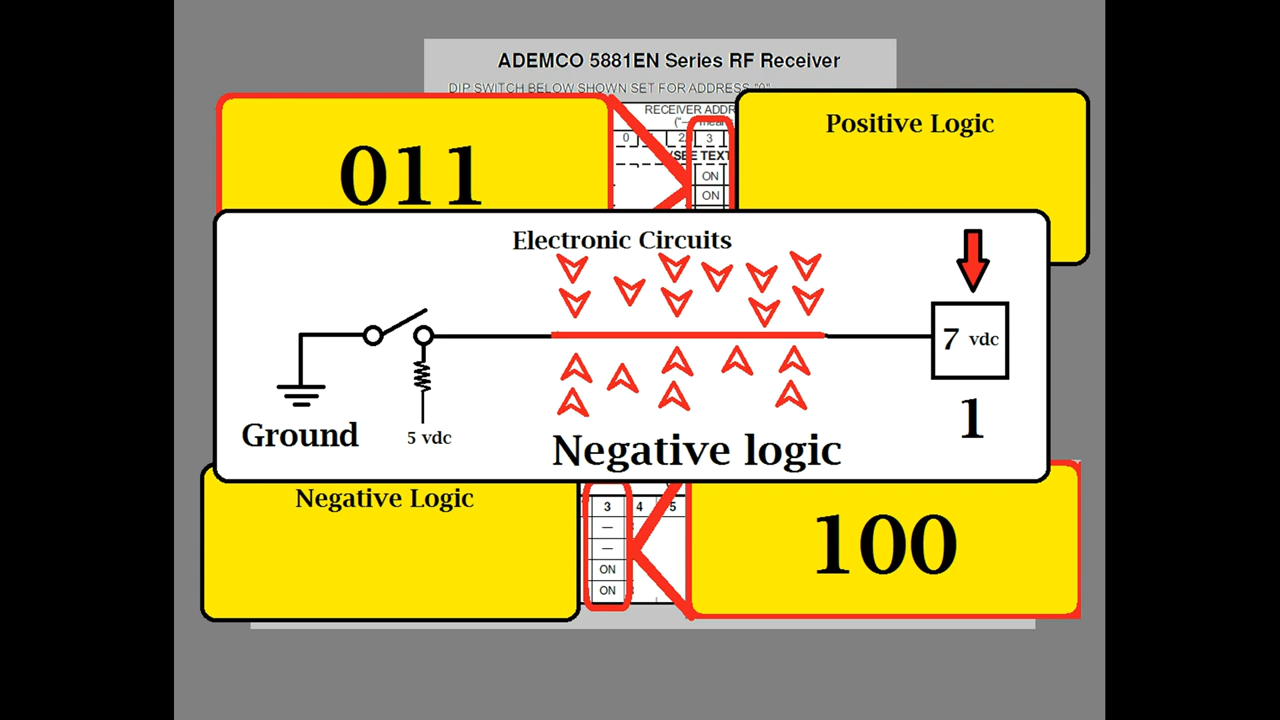 ADEMCO 5881EN Series RF Receiver
DIP SWITCH BELOW SHOWN SET FOR ADDRESS "0"
RECEIVER ADDR
Positive Logic
0 2 3
(SEE TEXT
011
ON
ON
Electronic Circuits
7 vdc
1
Ground
5 vdc
Negative logic
Negative Logic
3 4 5
—
—
ON
ON
100